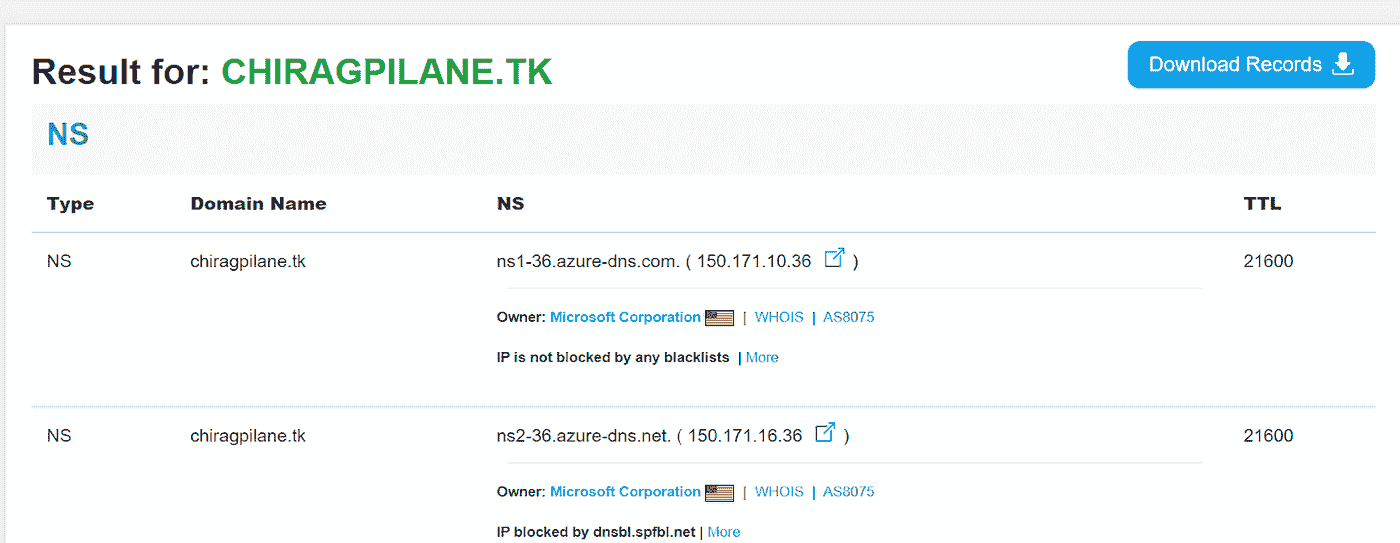 Result for: CHIRAGPILANE.TK
Download Records
NS
Type Domain Name NS TTL
NS chiragpilane.tk ns1-36.azure-dns.com. ( 150.171.10.36 ) 21600
Owner: Microsoft Corporation | WHOIS | AS8075
IP is not blocked by any blacklists | More
NS chiragpilane.tk ns2-36.azure-dns.net. ( 150.171.16.36 ) 21600
Owner: Microsoft Corporation | WHOIS | AS8075
IP blocked by dnsbl.spfbl.net | More